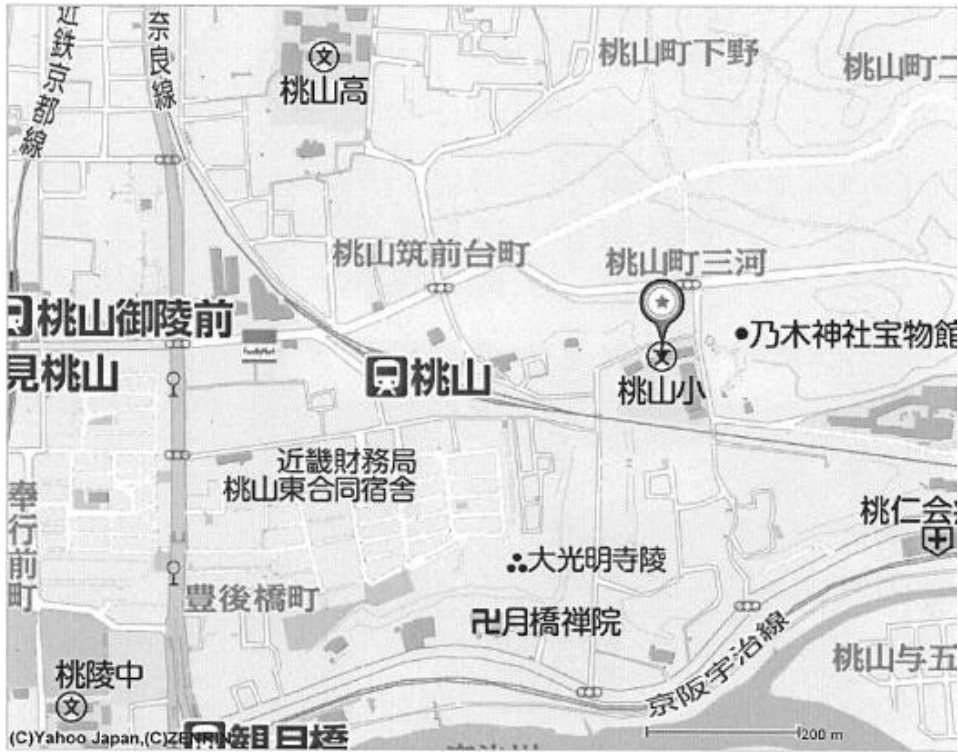 近鉄京都線
奈良線
桃山高
桃山町下野
桃山町二
桃山筑前台町
桃山町三河
桃山御陵前
見桃山
FamilyMart
桃山
桃山小
乃木神社宝物館
近畿財務局
桃山東合同宿舎
奉行前町
桃仁会
大光明寺陵
豊後橋町
月橋禅院
京阪宇治線
桃山与五
桃陵中
観月橋
(C)Yahoo Japan,(C)ZENRIN
200 m